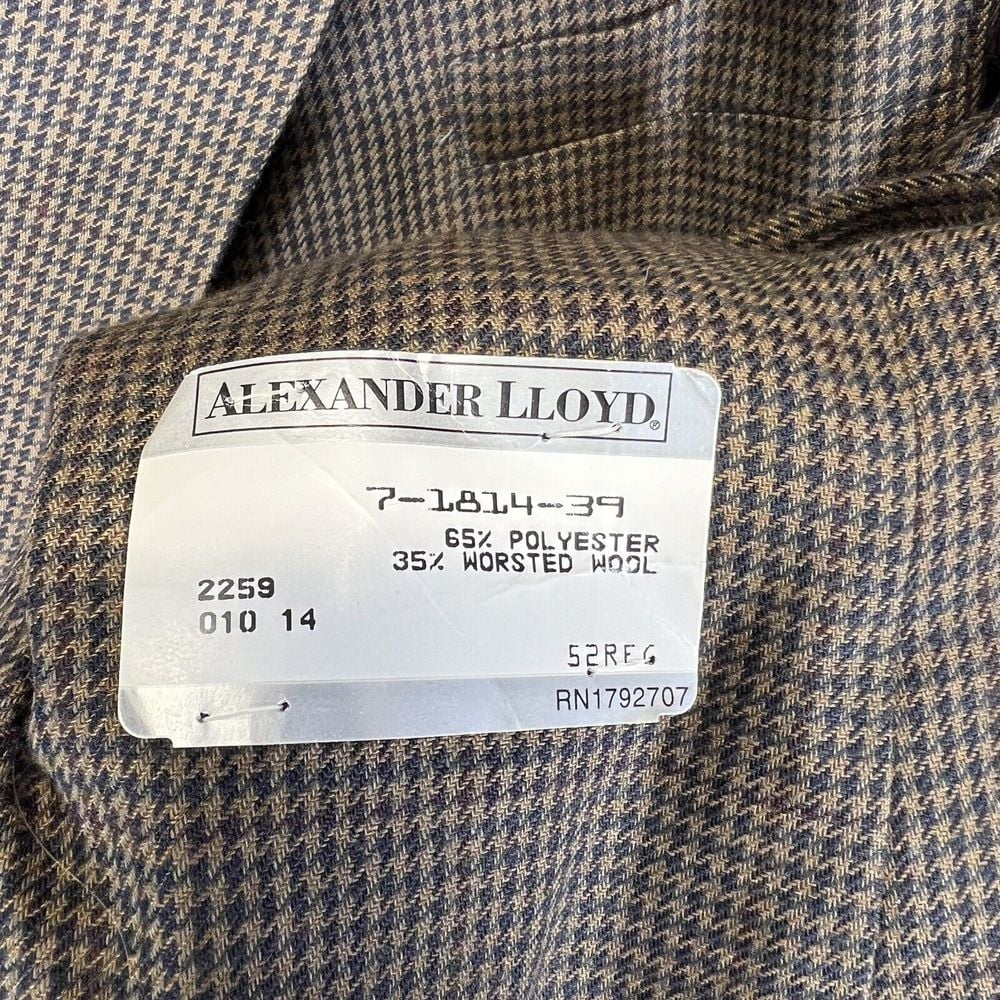 ALEXANDER LLOYD®
7-1814-39
65% POLYESTER
35% WORSTED WOOL
2259
010 14
52REG
RN1792707